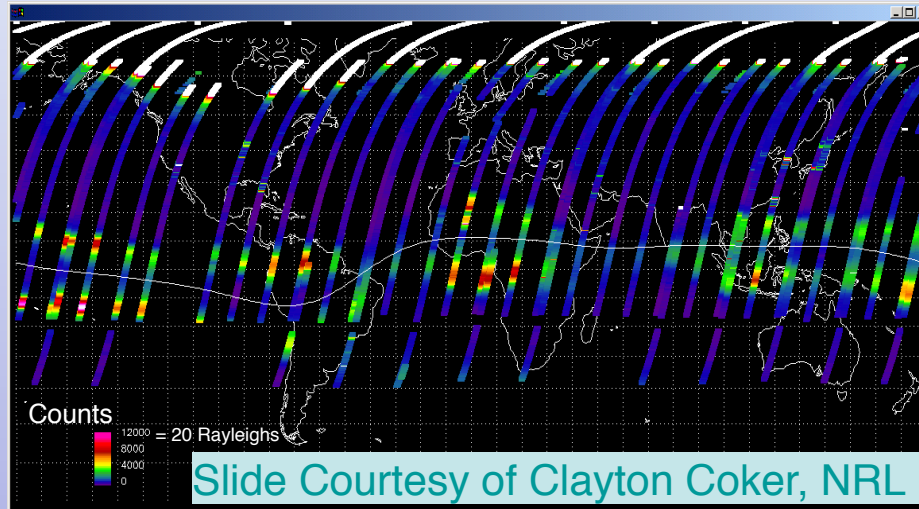 Counts
12000 = 20 Rayleighs
8000
4000
0
Slide Courtesy of Clayton Coker, NRL